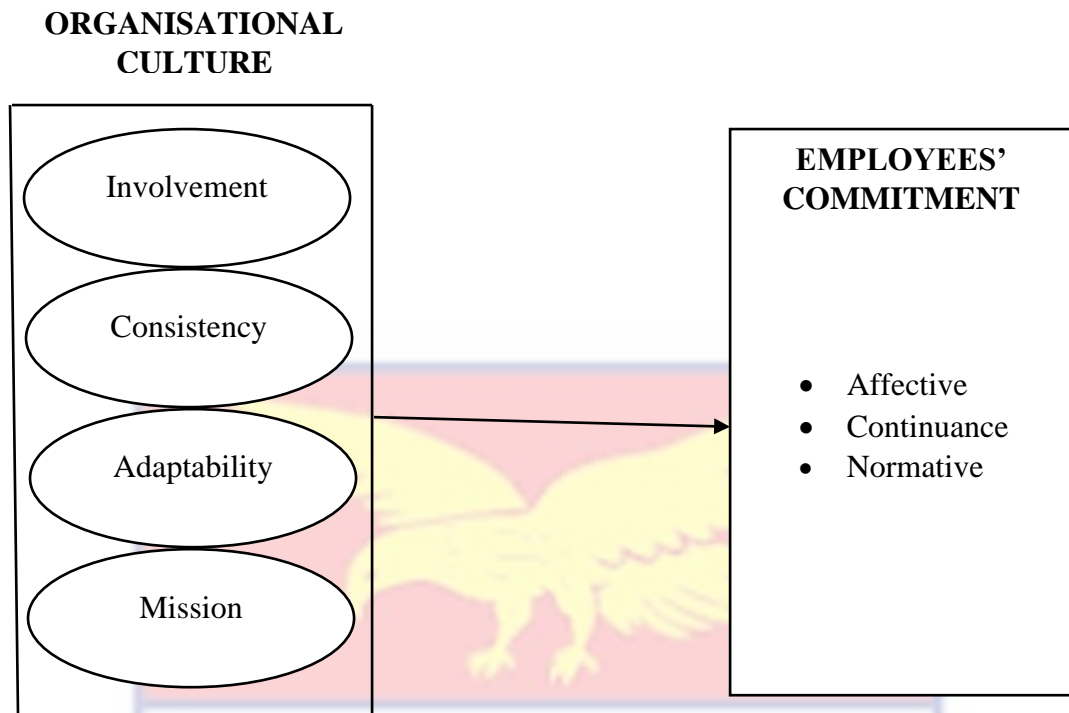 ORGANISATIONAL
CULTURE
Involvement
Consistency
Adaptability
Mission
EMPLOYEES’
COMMITMENT
• Affective
• Continuance
• Normative